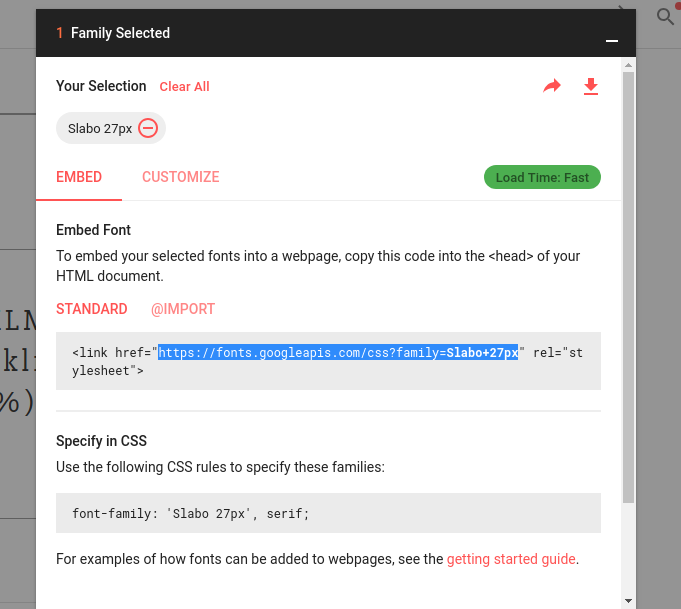 1 Family Selected
Your Selection Clear All
Slabo 27px
EMBED CUSTOMIZE Load Time: Fast
Embed Font
To embed your selected fonts into a webpage, copy this code into the <head> of your
HTML document.
STANDARD @IMPORT
<link href="https://fonts.googleapis.com/css?family=Slabo+27px" rel="st
ylesheet">
Specify in CSS
Use the following CSS rules to specify these families:
font-family: 'Slabo 27px', serif;
For examples of how fonts can be added to webpages, see the getting started guide.